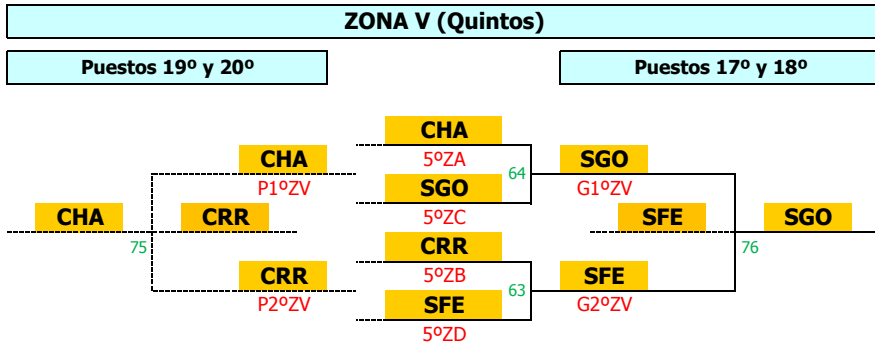 ZONA V (Quintos)
Puestos 19º y 20º
Puestos 17º y 18º
CHA
CHA
5ºZA
64
SGO
P1ºZV
SGO
G1ºZV
CHA
CRR
5ºZC
SFE
SGO
75
CRR
76
CRR
5ºZB
63
SFE
P2ºZV
SFE
G2ºZV
5ºZD